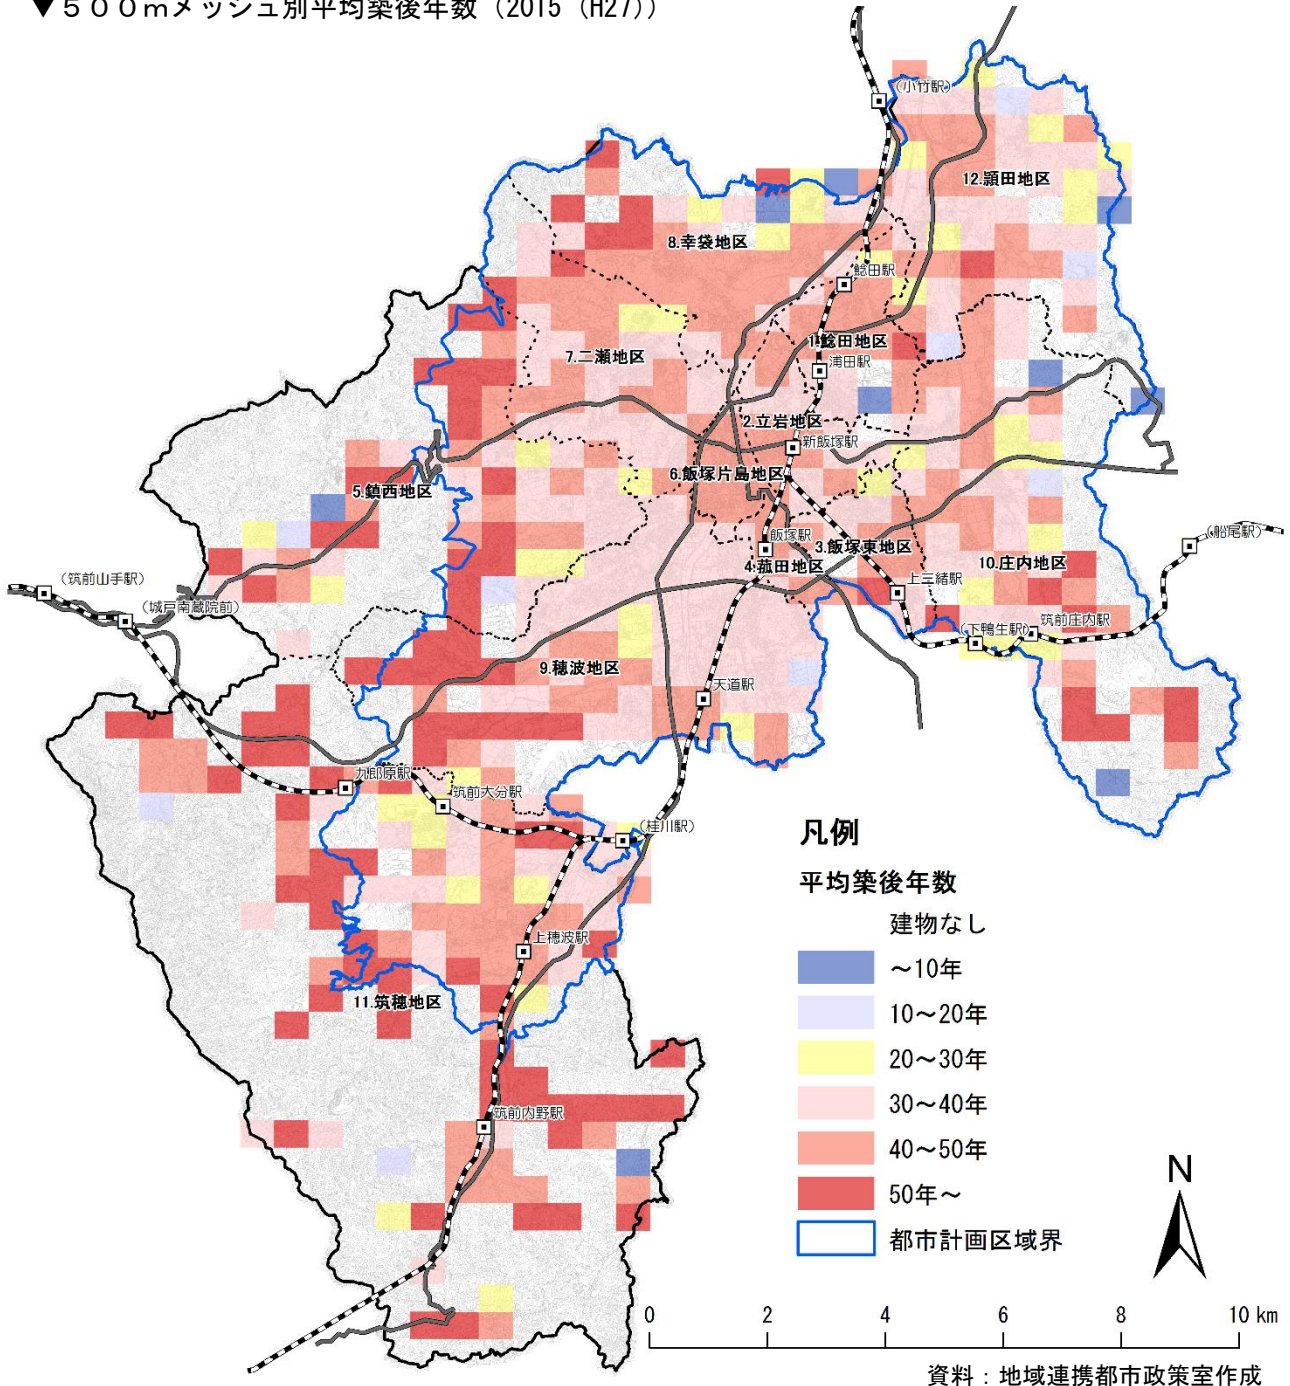 ▼５００ｍメッシュ別平均築後年数（2015（H27））
（小竹駅）
12.頴田地区
8.幸袋地区
鯰田駅
1.鯰田地区
7.二瀬地区
浦田駅
2.立岩地区
新飯塚駅
6.飯塚片島地区
5.鎮西地区
（船尾駅）
飯塚駅
3.飯塚東地区
4.菰田地区
10.庄内地区
（筑前山手駅）
上三緒駅
（城戸南蔵院前）
筑前庄内駅
（下鴨生駅）
9.穂波地区
天道駅
九郎原駅
筑前大分駅
（桂川駅）
上穂波駅
11.筑穂地区
筑前内野駅
凡例
平均築後年数
建物なし
～10年
10～20年
20～30年
30～40年
40～50年
50年～
都市計画区域界
N
0 2 4 6 8 10 km
資料：地域連携都市政策室作成